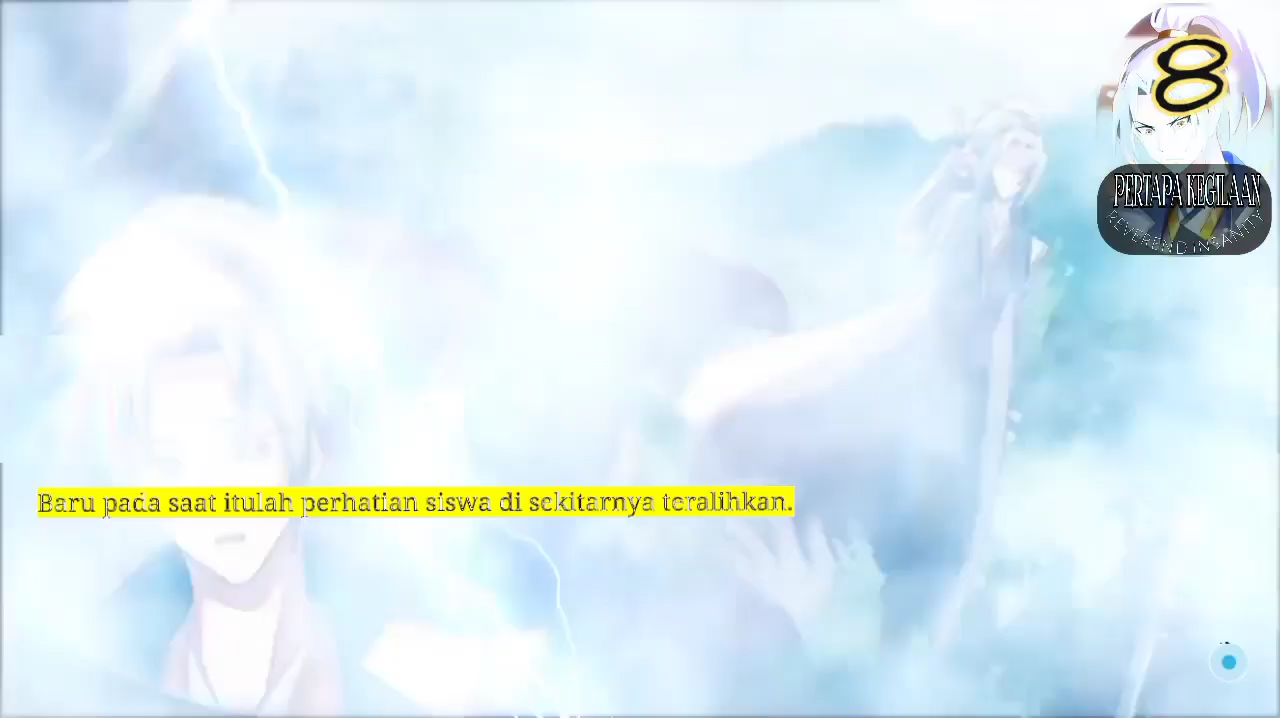 8
PERTAPA KEGILAAN
REVEREND INSANITY
Baru pada saat itulah perhatian siswa di sekitarnya teralihkan.